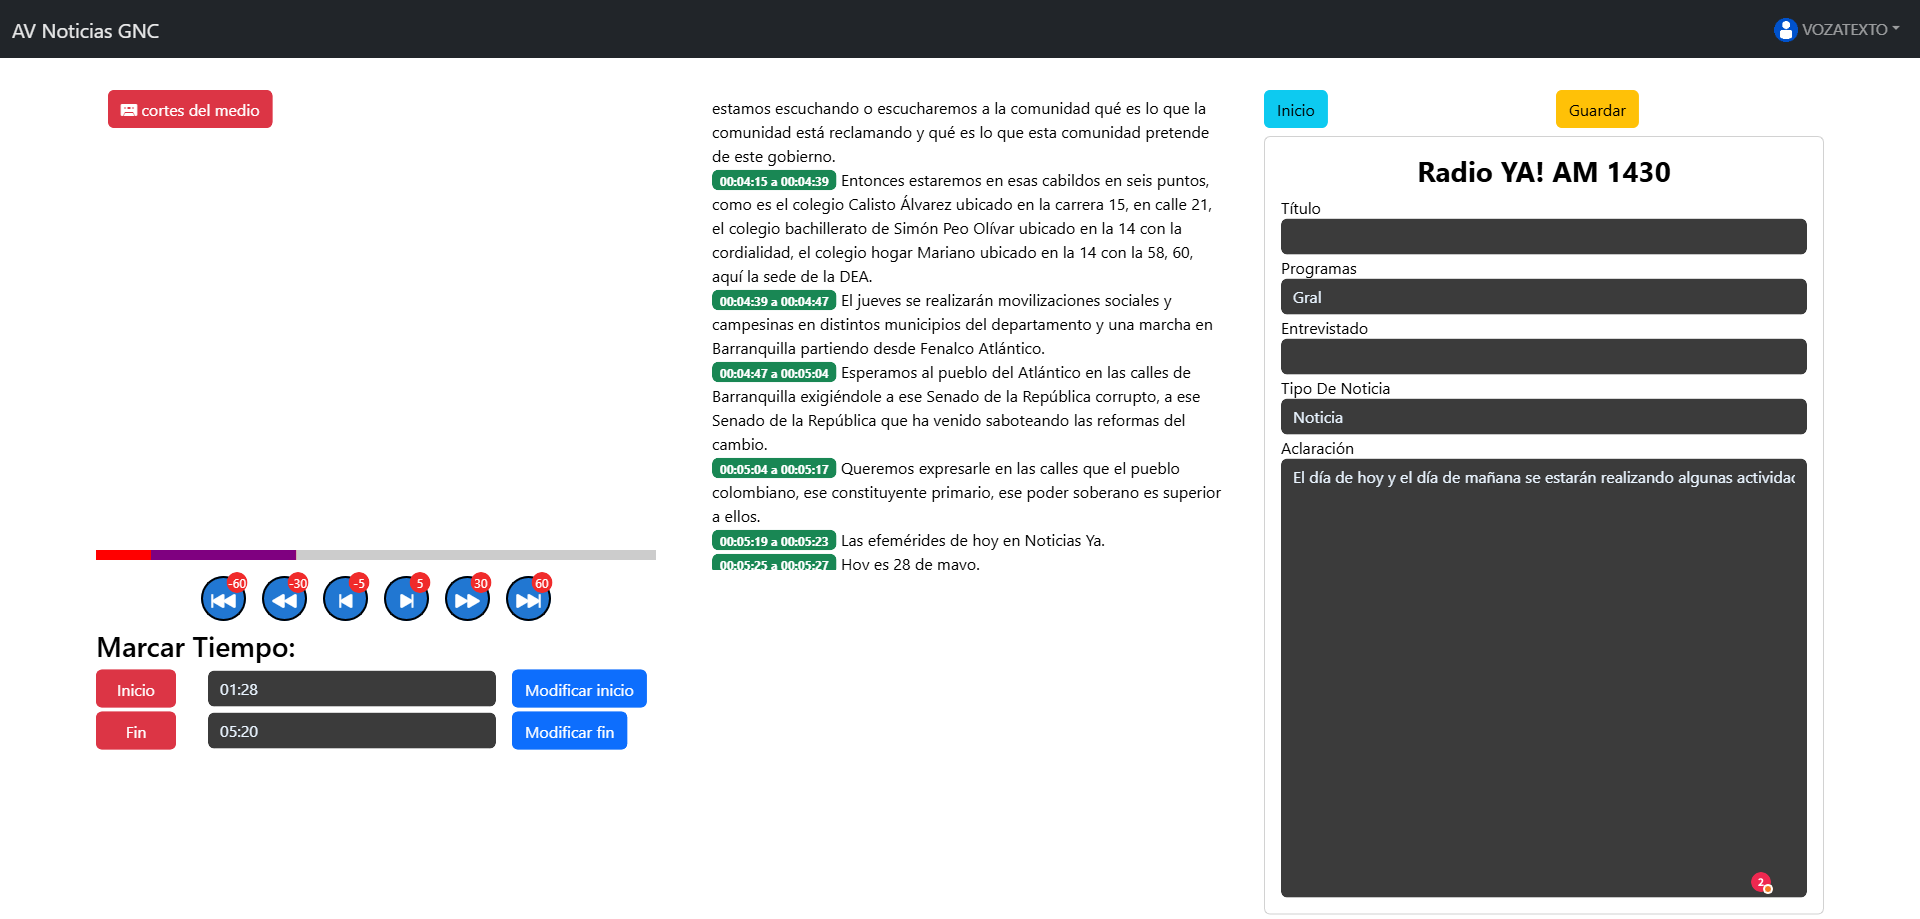 AV Noticias GNC
VOZATEXTO
cortes del medio
-60
-30
-5
5
30
60
Marcar Tiempo:
Inicio
01:28
Modificar inicio
Fin
05:20
Modificar fin
estamos escuchando o escucharemos a la comunidad qué es lo que la
comunidad está reclamando y qué es lo que esta comunidad pretende
de este gobierno.
00:04:15 a 00:04:39 Entonces estaremos en esas cabildos en seis puntos,
como es el colegio Calisto Álvarez ubicado en la carrera 15, en calle 21,
el colegio bachillerato de Simón Peo Olívar ubicado en la 14 con la
cordialidad, el colegio hogar Mariano ubicado en la 14 con la 58, 60,
aquí la sede de la DEA.
00:04:39 a 00:04:47 El jueves se realizarán movilizaciones sociales y
campesinas en distintos municipios del departamento y una marcha en
Barranquilla partiendo desde Fenalco Atlántico.
00:04:47 a 00:05:04 Esperamos al pueblo del Atlántico en las calles de
Barranquilla exigiéndole a ese Senado de la República corrupto, a ese
Senado de la República que ha venido saboteando las reformas del
cambio.
00:05:04 a 00:05:17 Queremos expresarle en las calles que el pueblo
colombiano, ese constituyente primario, ese poder soberano es superior
a ellos.
00:05:19 a 00:05:23 Las efemérides de hoy en Noticias Ya.
00:05:25 a 00:05:27 Hoy es 28 de mayo.
Inicio
Guardar
Radio YA! AM 1430
Título
Programas
Gral
Entrevistado
Tipo De Noticia
Noticia
Aclaración
El día de hoy y el día de mañana se estarán realizando algunas activida
2